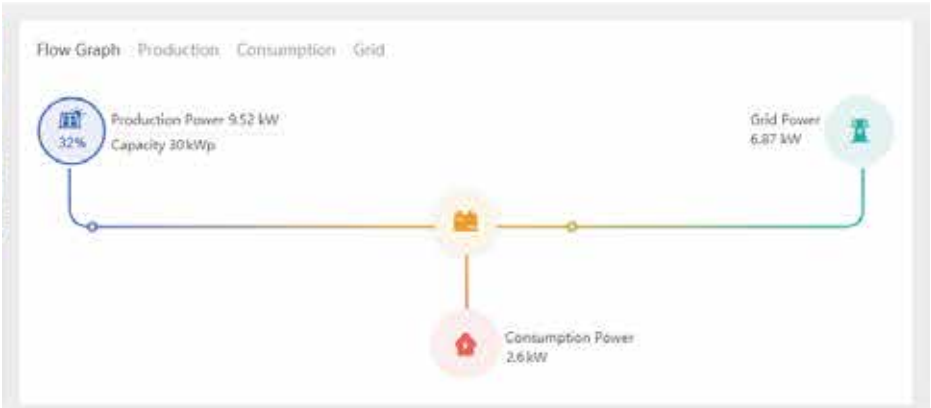 Flow Graph Production Consumption Grid
Production Power 9.52 kW
32%
Capacity 30 kWp
Grid Power
6.87 kW
Consumption Power
2.6 kW